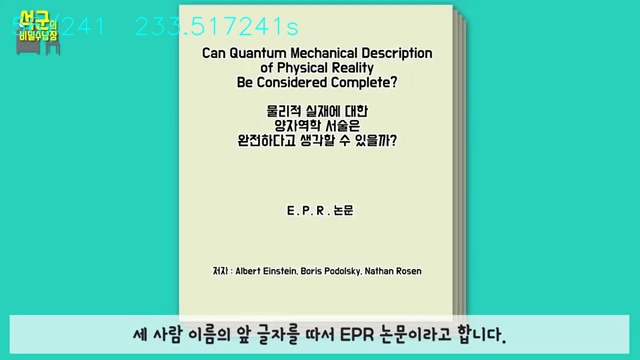 석군의
비밀수납장
233.517241s
Can Quantum Mechanical Description
of Physical Reality
Be Considered Complete?
물리적 실재에 대한
양자역학 서술은
완전하다고 생각할 수 있을까?
E . P . R . 논문
저자 : Albert Einstein, Boris Podolsky, Nathan Rosen
세 사람 이름의 앞 글자를 따서 EPR 논문이라고 합니다.